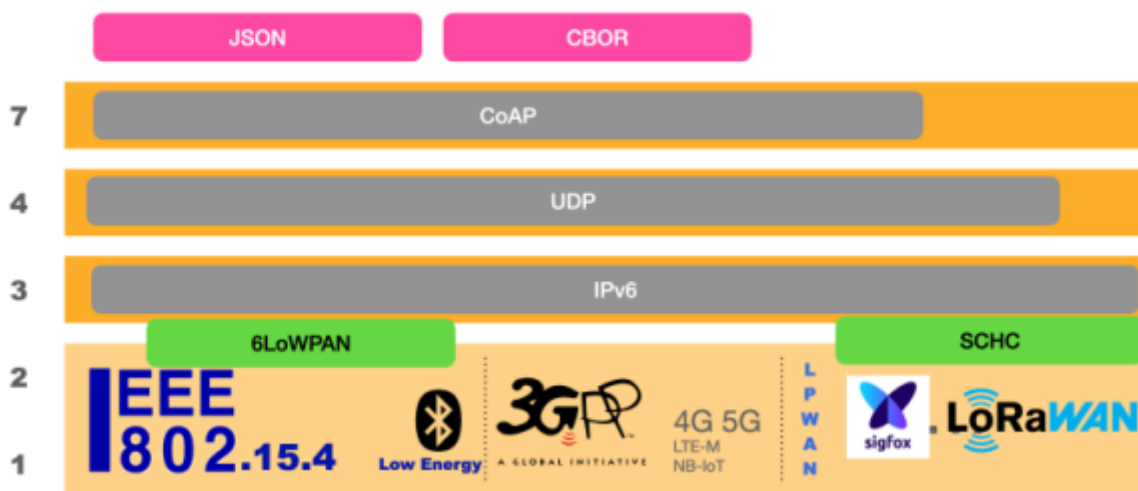 JSON CBOR
7 CoAP
4 UDP
3 IPv6
6LoWPAN SCHC
2
1
IEEE
802.15.4
Low Energy
3GPP
A GLOBAL INITIATIVE
4G 5G
LTE-M
NB-IoT
L
P
W
A
N
sigfox
. LoRaWAN